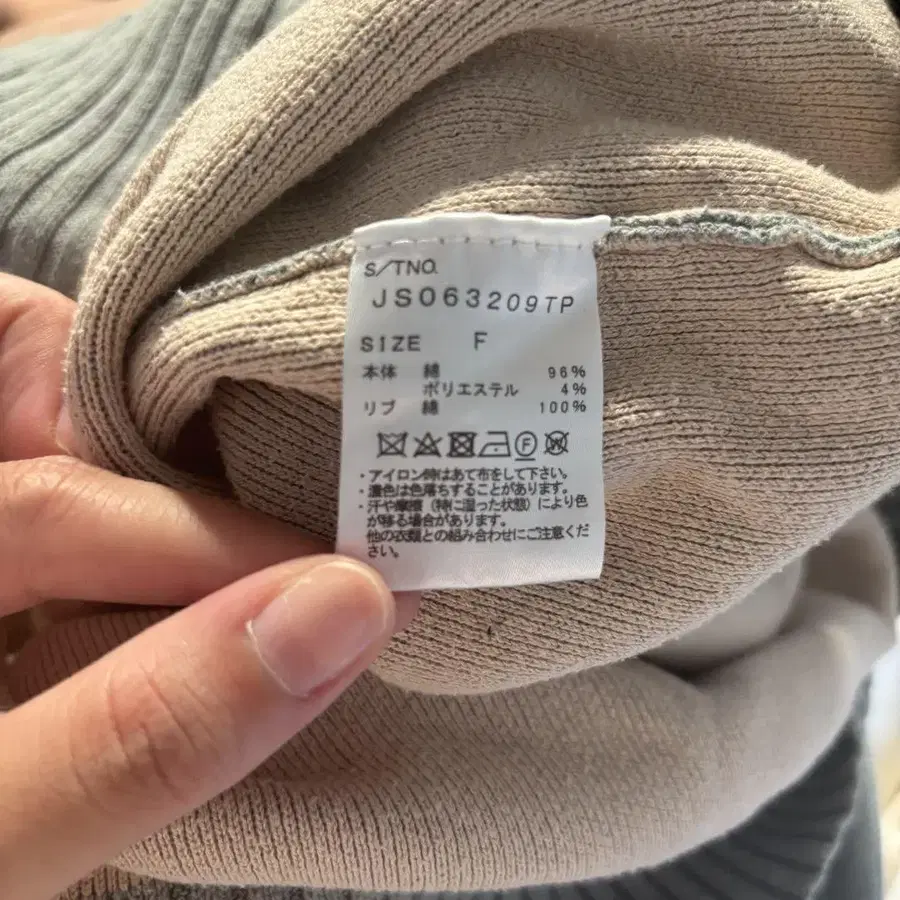 S/TNO.
JS063209TP
SIZE F
本体 綿 96%
ポリエステル 4%
リブ 綿 100%
F W
・アイロン時はあて布をして下さい。
・濃色は色落ちすることがあります。
・汗や摩擦（特に湿った状態）により色
が移る場合があります。
他の衣類との組み合わせにご注意くだ
さい。